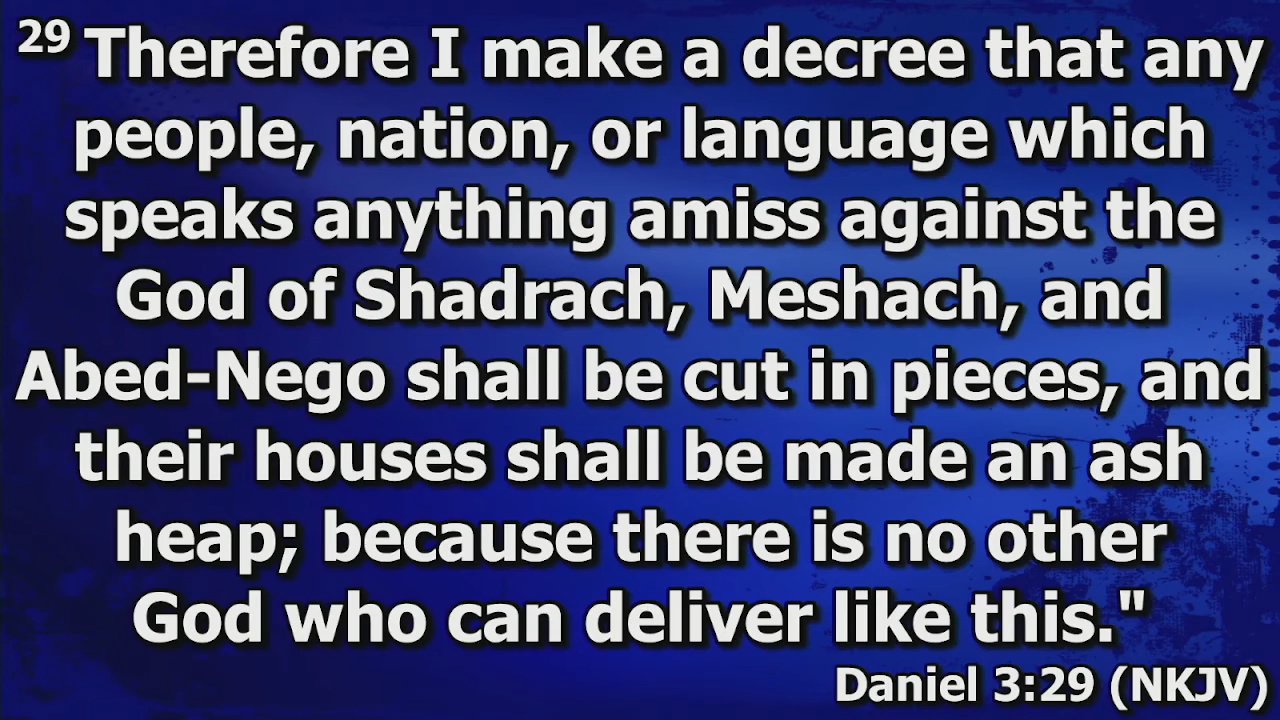 29 Therefore I make a decree that any
people, nation, or language which
speaks anything amiss against the
God of Shadrach, Meshach, and
Abed-Nego shall be cut in pieces, and
their houses shall be made an ash
heap; because there is no other
God who can deliver like this."
Daniel 3:29 (NKJV)